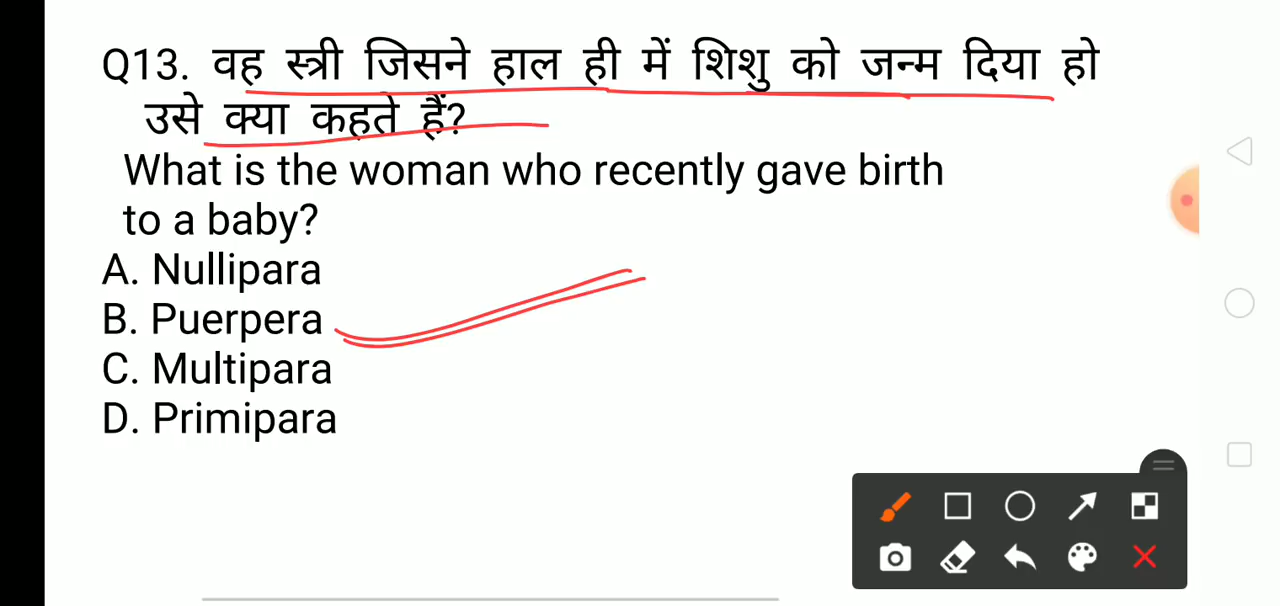 Q13. वह स्त्री जिसने हाल ही में शिशु को जन्म दिया हो
उसे क्या कहते हैं?
What is the woman who recently gave birth
to a baby?
A. Nullipara
B. Puerpera
C. Multipara
D. Primipara